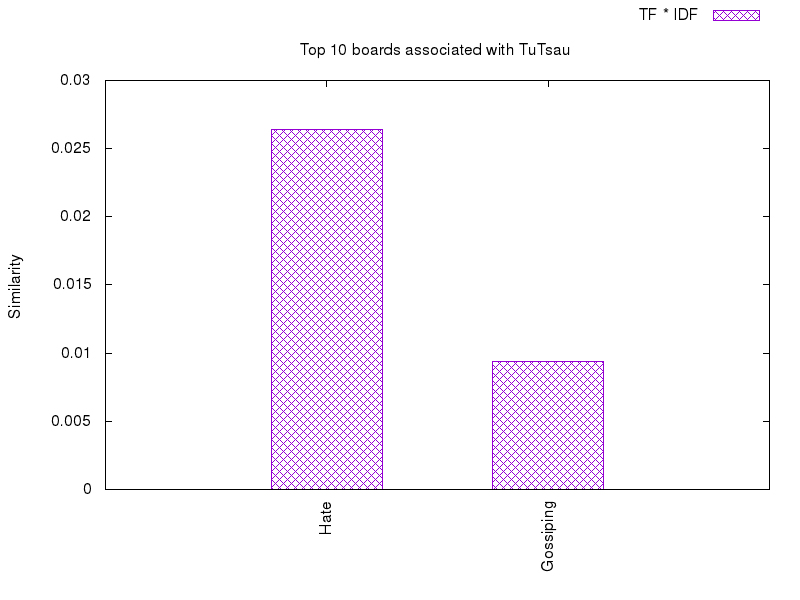 TF * IDF
Top 10 boards associated with TuTsau
0.03
0.025
0.02
0.015
0.01
0.005
0
Similarity
Hate
Gossiping